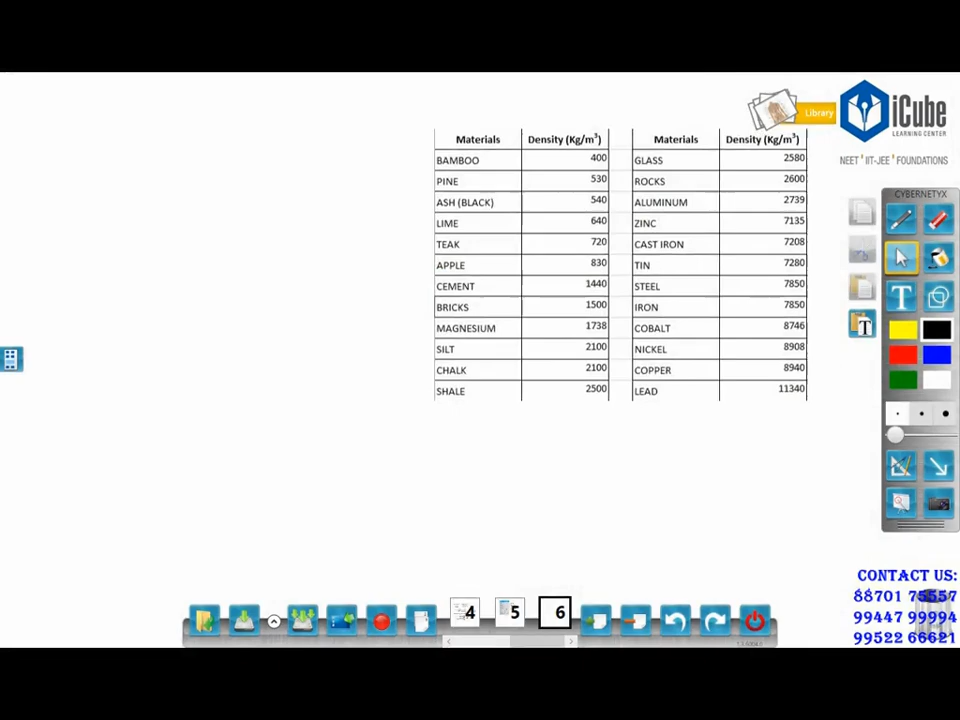 Library
iCube
LEARNING CENTER
NEET ' IIT-JEE ' FOUNDATIONS
Materials Density (Kg/m³) Materials Density (Kg/m³)
BAMBOO 400 GLASS 2580
PINE 530 ROCKS 2600
ASH (BLACK) 540 ALUMINUM 2739
LIME 640 ZINC 7135
TEAK 720 CAST IRON 7208
APPLE 830 TIN 7280
CEMENT 1440 STEEL 7850
BRICKS 1500 IRON 7850
MAGNESIUM 1738 COBALT 8746
SILT 2100 NICKEL 8908
CHALK 2100 COPPER 8940
SHALE 2500 LEAD 11340
CYBERNETYX
T
T
CONTACT US:
88701 75557
99447 99994
99522 66621
4 5 6